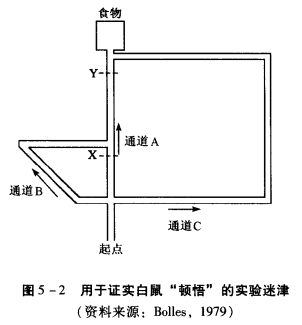 食物
Y
通道A
X
通道B
通道C
起点
图5-2 用于证实白鼠“顿悟”的实验迷津
(资料来源：Bolles，1979)